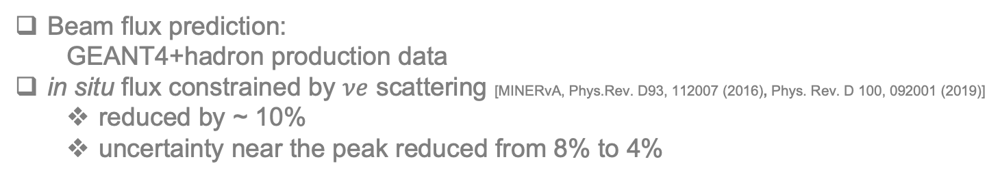 ❑ Beam flux prediction:
GEANT4+hadron production data
❑ in situ flux constrained by νe scattering [MINERvA, Phys.Rev. D93, 112007 (2016), Phys. Rev. D 100, 092001 (2019)]
❖ reduced by ~ 10%
❖ uncertainty near the peak reduced from 8% to 4%